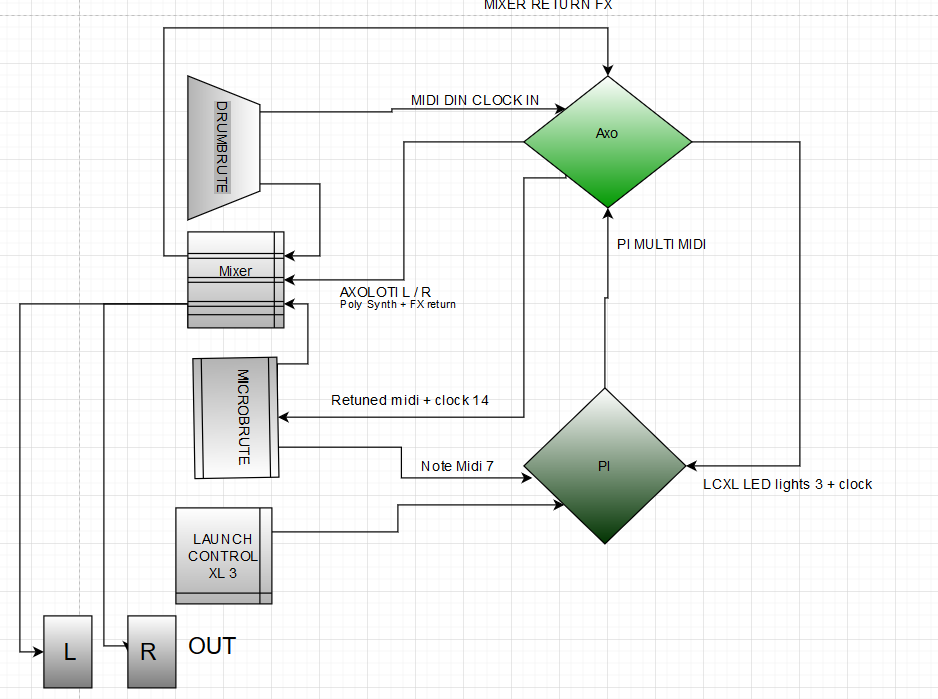 MIXER RETURN FX
MIDI DIN CLOCK IN
DRUMBRUTE
Axo
PI MULTI MIDI
Mixer
AXOLOTI L / R
Poly Synth + FX return
MICROBRUTE
Retuned midi + clock 14
Note Midi 7
PI
LCXL LED lights 3 + clock
LAUNCH
CONTROL
XL 3
L
R
OUT